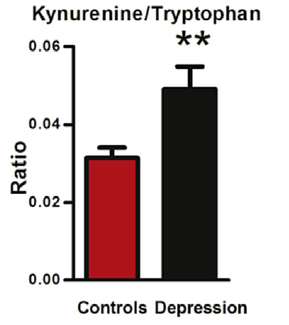 Kynurenine/Tryptophan
**
0.06
0.04
0.02
0.00
Ratio
Controls Depression